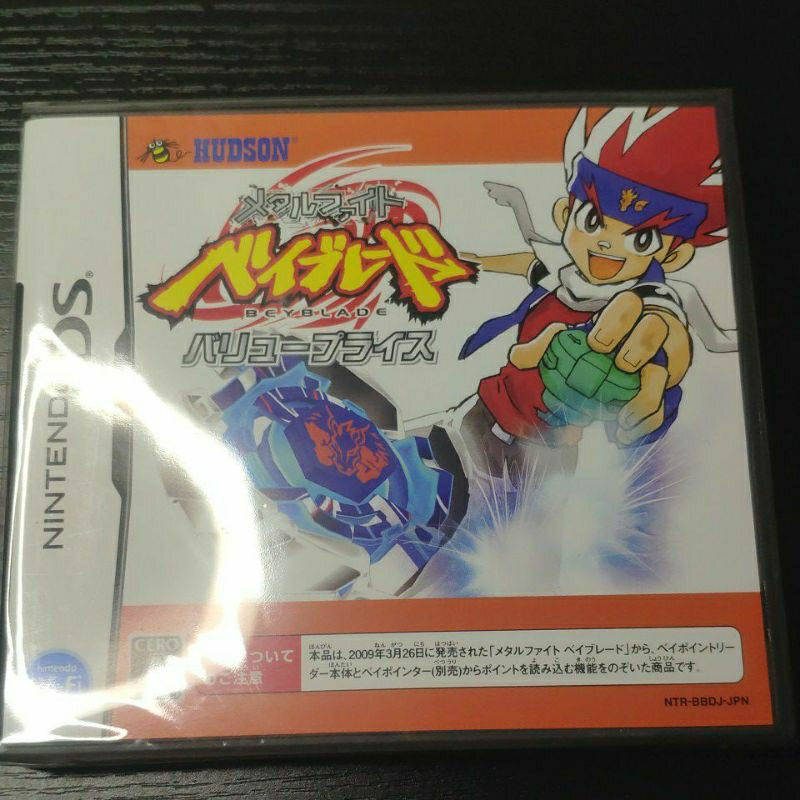 HUDSON®
メタルファイト
ベイブレード
BEYBLADE
バリュープライス
NINTENDO DS®
Nintendo
CERO
ついて
ご注意
本品は、2009年3月26日に発売された「メタルファイト ベイブレード」から、ベイポイントリー
ダー本体とベイポインター(別売)からポイントを読み込む機能をのぞいた商品です。
NTR-BBDJ-JPN